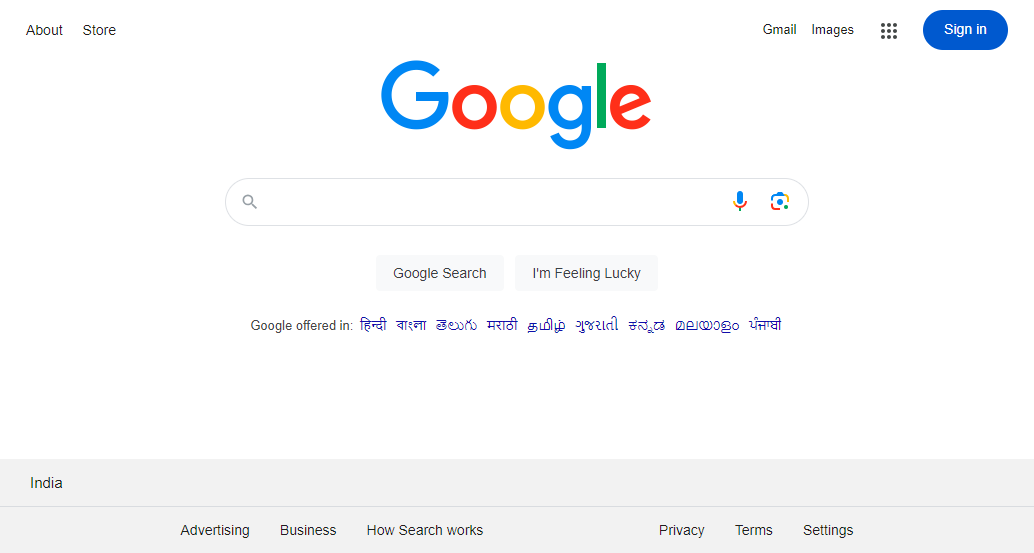 About Store Gmail Images Sign in
Google
Google Search I'm Feeling Lucky
Google offered in: हिन्दी বাংলা తెలుగు मराठी தமிழ் ગુજરાતી ಕನ್ನಡ മലയാളം ਪੰਜਾਬੀ
India
Advertising Business How Search works Privacy Terms Settings